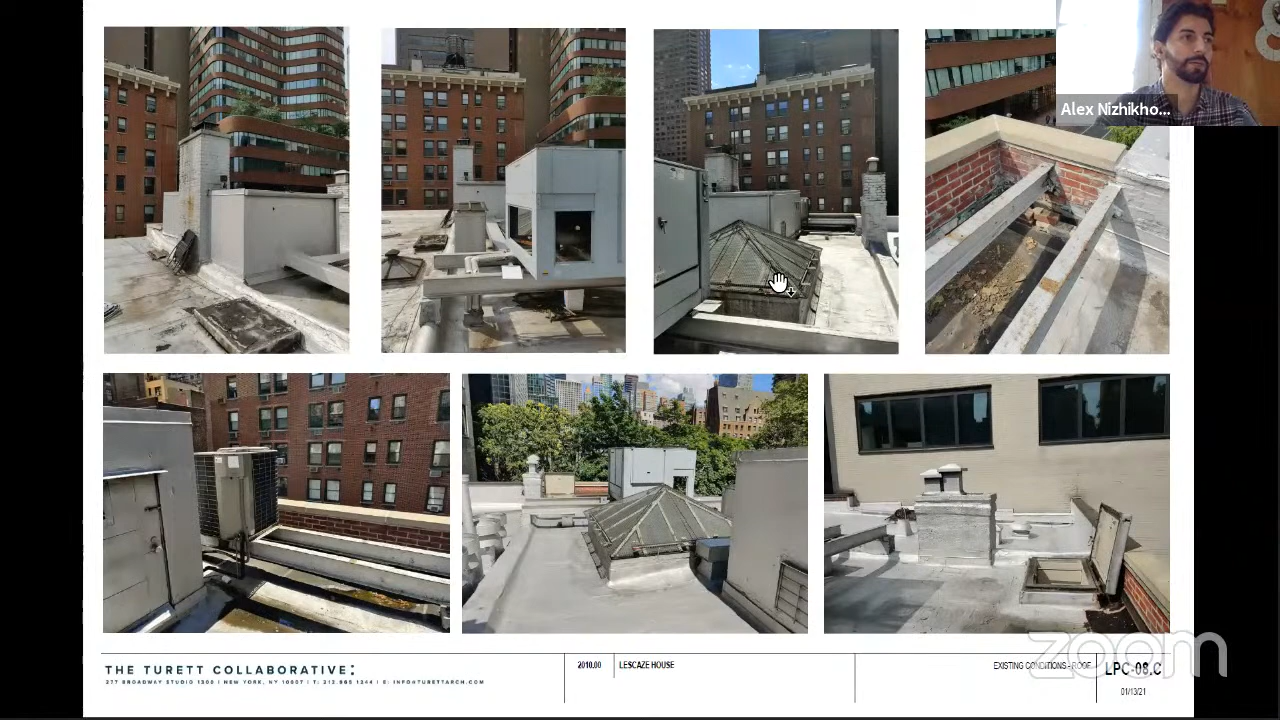 Alex Nizhikho...
THE TURETT COLLABORATIVE:
277 BROADWAY STUDIO 1300 | NEW YORK, NY 10007 | T: 212.965 1244 | E: INFO@TURETTARCH.COM
2010.00
LESCAZE HOUSE
EXISTING CONDITIONS - ROOF
LPC-08.C
01/13/21
zoom